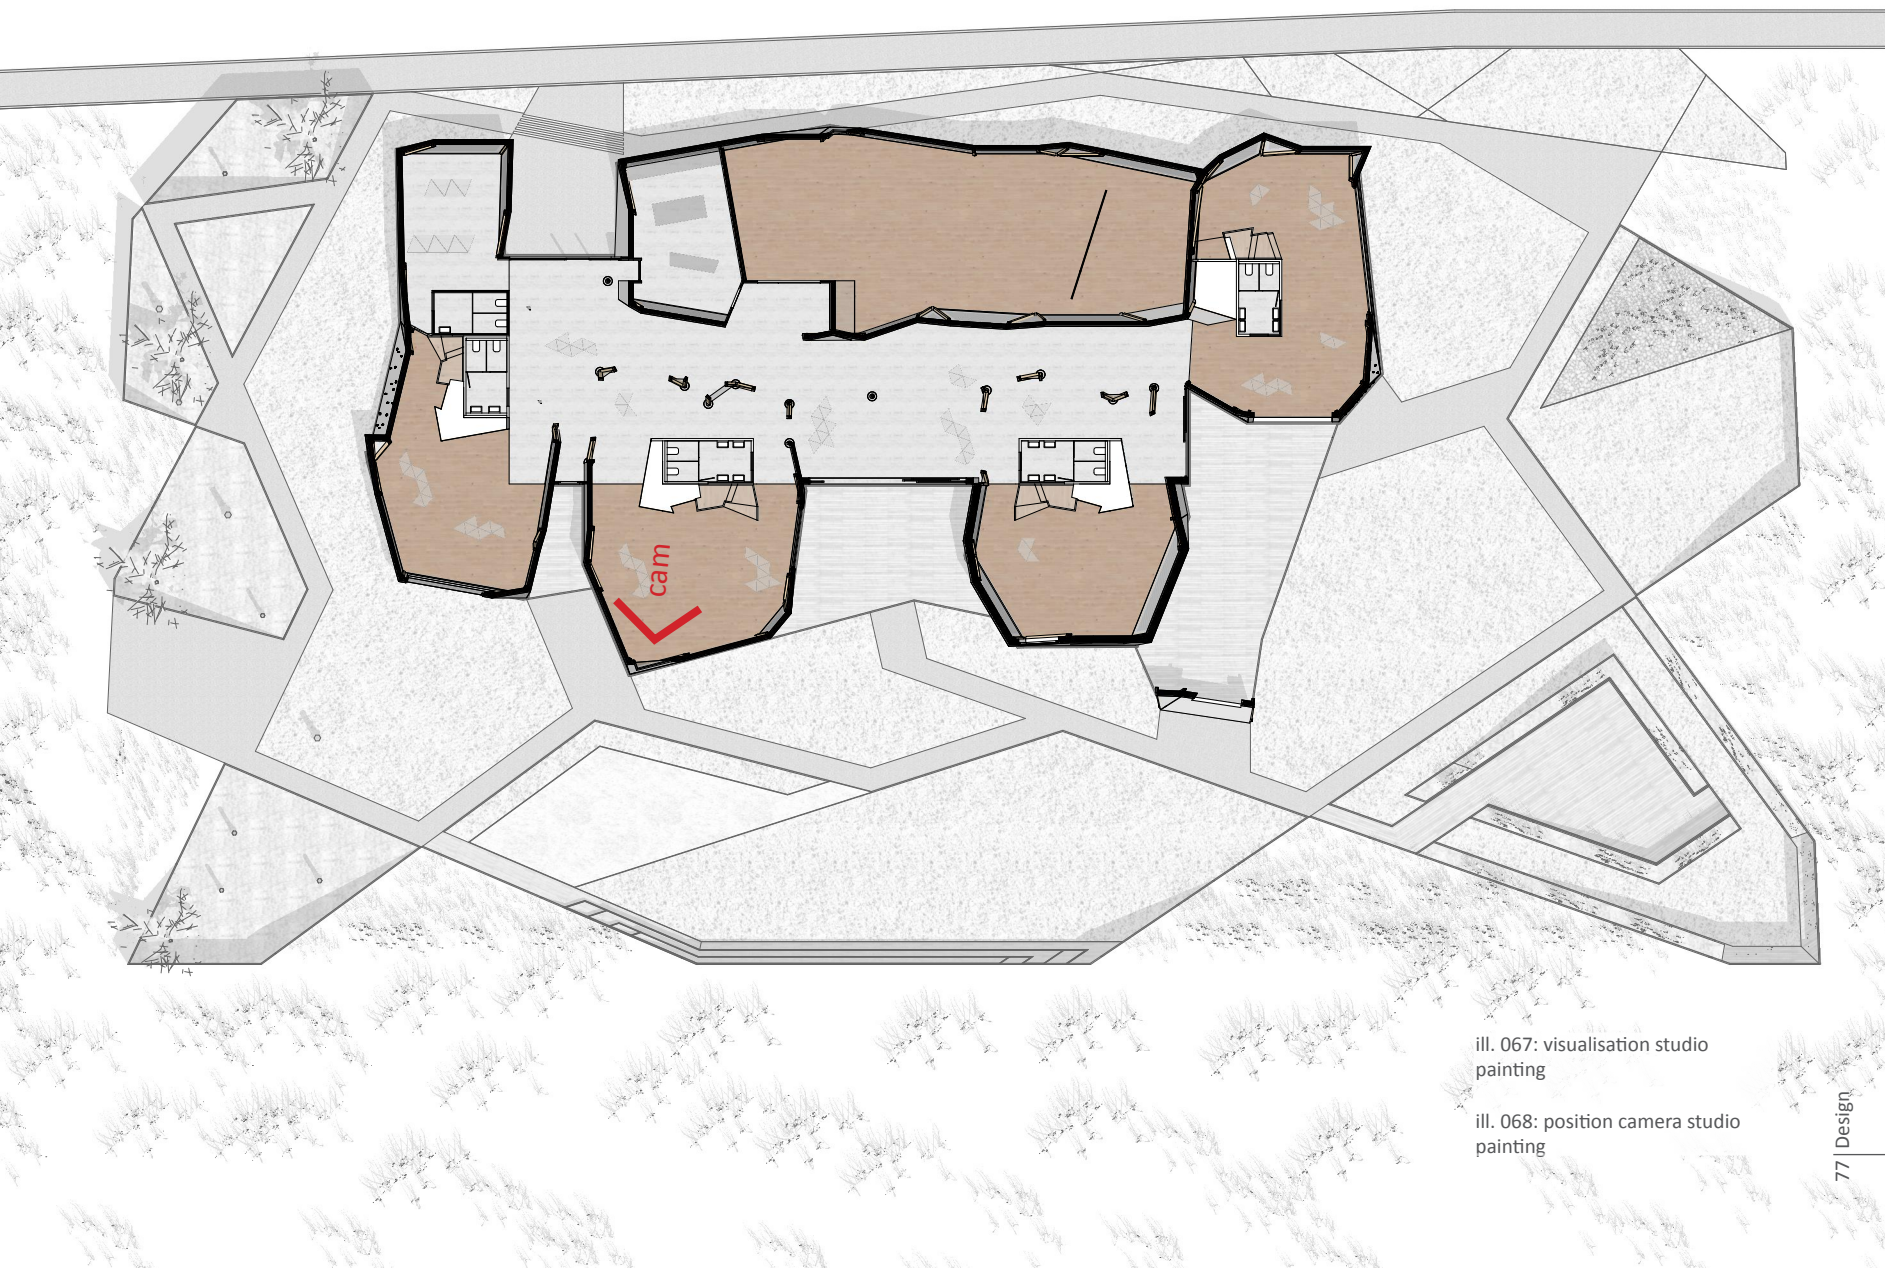 cam
ill. 067: visualisation studio
painting
ill. 068: position camera studio
painting
77 | Design